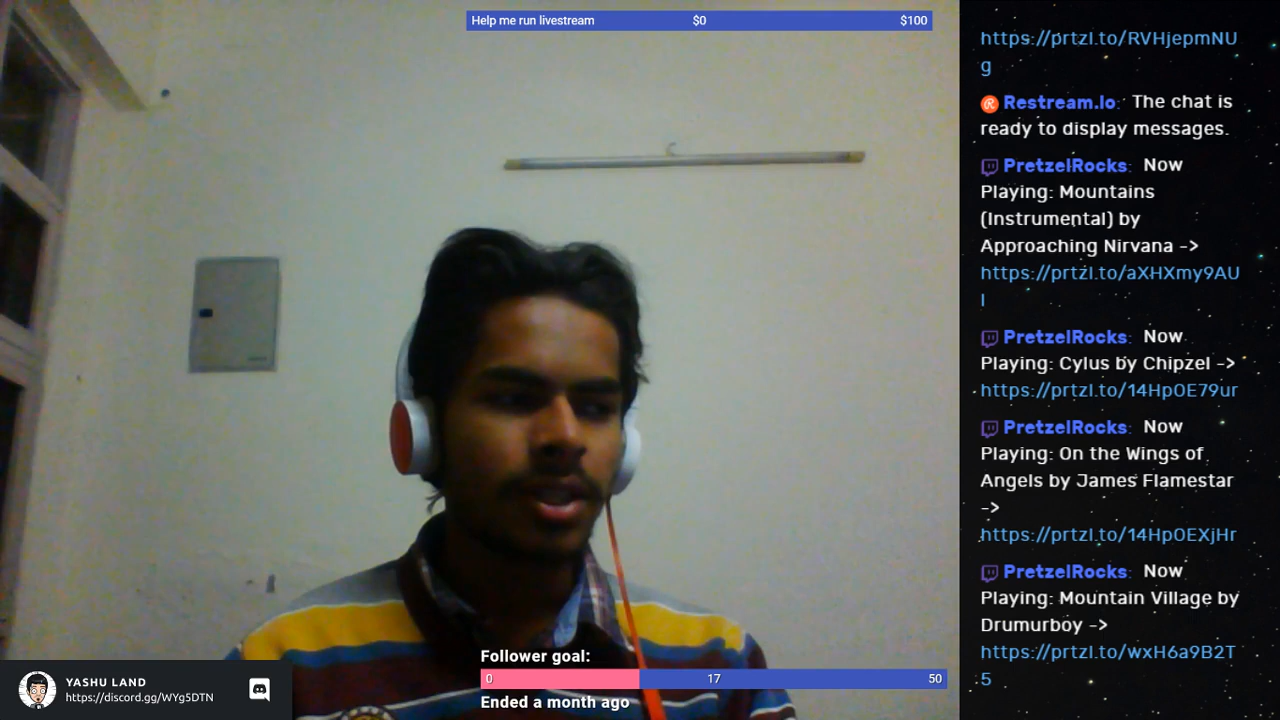 Help me run livestream $0 $100
https://prtzl.to/RVHjepmNU
g
Restream.io: The chat is
ready to display messages.
PretzelRocks: Now
Playing: Mountains
(Instrumental) by
Approaching Nirvana ->
https://prtzl.to/aXHXmy9AU
l
PretzelRocks: Now
Playing: Cylus by Chipzel ->
https://prtzl.to/14HpOE79ur
PretzelRocks: Now
Playing: On the Wings of
Angels by James Flamestar
->
https://prtzl.to/14HpOEXjHr
PretzelRocks: Now
Playing: Mountain Village by
Drumurboy ->
https://prtzl.to/wxH6a9B2T
5
Follower goal:
0 17 50
Ended a month ago
YASHU LAND
https://discord.gg/WYg5DTN